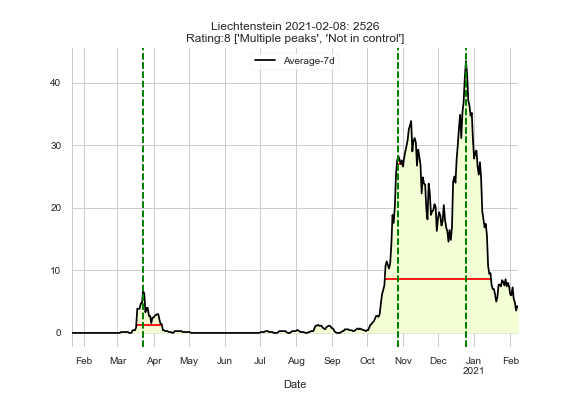 Liechtenstein 2021-02-08: 2526
Rating:8 ['Multiple peaks', 'Not in control']
Average-7d
40
30
20
10
0
Feb Mar Apr May Jun Jul Aug Sep Oct Nov Dec Jan Feb
2021
Date